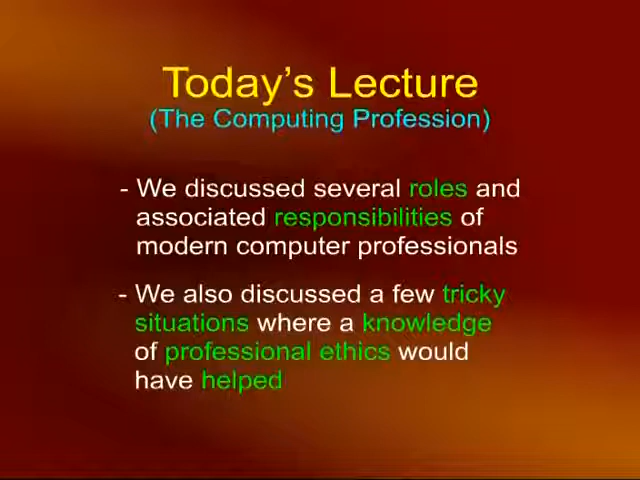 Today's Lecture
(The Computing Profession)
- We discussed several roles and
associated responsibilities of
modern computer professionals
- We also discussed a few tricky
situations where a knowledge
of professional ethics would
have helped